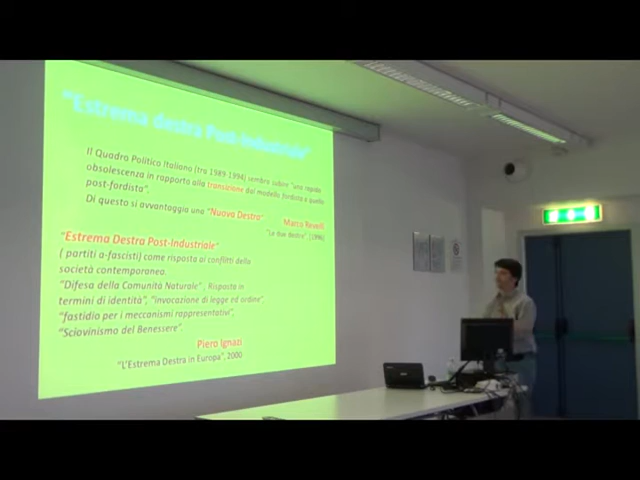 "Estrema destra Post-Industriale"
Il Quadro Politico Italiano (tra 1989-1994) sembra subire "una rapida
obsolescenza in rapporto alla transizione dal modello fordista a quello
post-fordista".
Di questo si avvantaggia una "Nuova Destra"
Marco Revelli
"Le due destre", (1996)
"Estrema Destra Post-Industriale"
( partiti a-fascisti) come risposta ai conflitti della
società contemporanea.
"Difesa della Comunità Naturale" , Risposta in
termini di identità", "invocazione di legge ed ordine",
"fastidio per i meccanismi rappresentativi",
"Sciovinismo del Benessere".
Piero Ignazi
"L'Estrema Destra in Europa", 2000